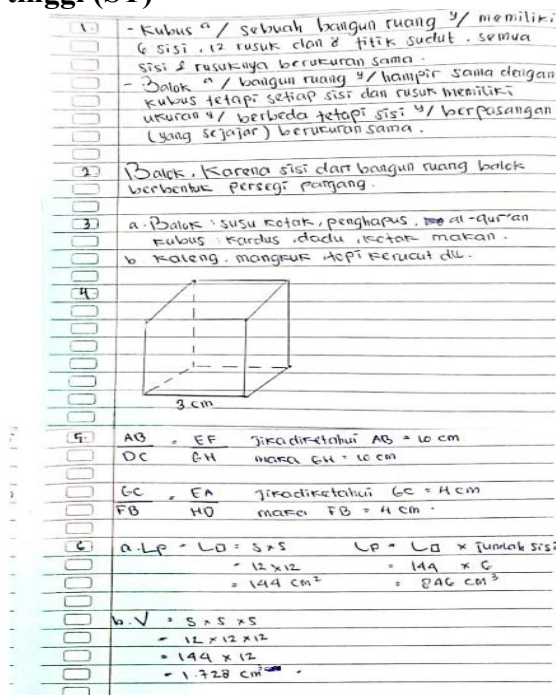 tinggi (ST)
1. - Kubus a/ sebuah bangun ruang y/ memiliki
6 sisi, 12 rusuk dan 8 titik sudut. semua
sisi & rusuknya berukuran sama.
- Balok a/ bangun ruang y/ hampir sama dengan
kubus tetapi setiap sisi dan rusuk memiliki
ukuran y/ berbeda tetapi sisi y/ berpasangan
(yang sejajar) berukuran sama.
2 Balok, Karena sisi dari bangun ruang balok
berbentuk persegi panjang.
3 a. Balok : susu kotak, penghapus, al-qur'an
Kubus : kardus, dadu, kotak makan.
b. kaleng, mangkuk, topi kerucut dll.
4
3 cm
5. AB = EF Jika diketahui AB = 10 cm
DC GH maka GH = 10 cm
GC = EA Jika diketahui GC = 4 cm
FB HD maka FB = 4 cm.
6 a. Lp = L□ = s x s Lp = L□ x jumlah sisi
= 12 x 12 = 144 x 6
= 144 cm² = 846 cm³
b. V = s x s x s
= 12 x 12 x 12
= 144 x 12
= 1.728 cm³.